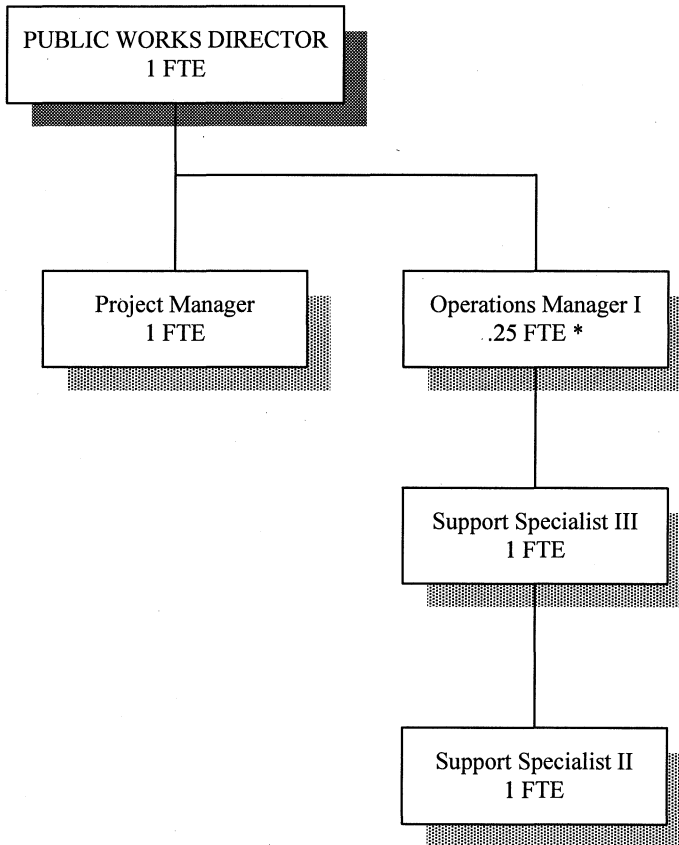 PUBLIC WORKS DIRECTOR
1 FTE
Project Manager
1 FTE
Operations Manager I
.25 FTE *
Support Specialist III
1 FTE
Support Specialist II
1 FTE